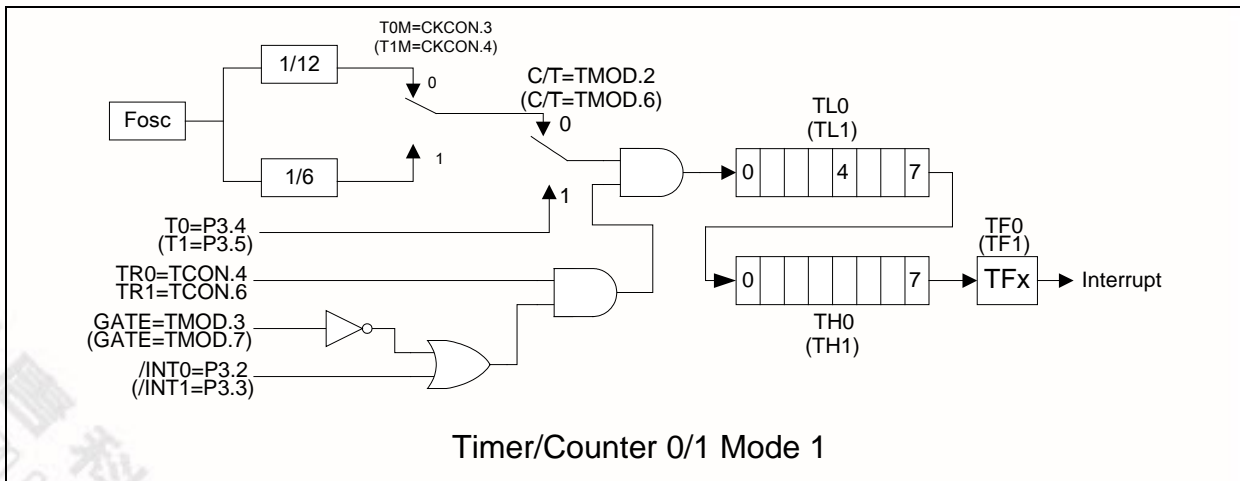 T0M=CKCON.3
(T1M=CKCON.4)
1/12
0
C/T=TMOD.2
(C/T=TMOD.6)
Fosc
0
TL0
(TL1)
1
1/6
0 4 7
1
T0=P3.4
(T1=P3.5)
TR0=TCON.4
TR1=TCON.6
TF0
(TF1)
0 7
TFx
Interrupt
GATE=TMOD.3
(GATE=TMOD.7)
TH0
(TH1)
/INT0=P3.2
(/INT1=P3.3)
Timer/Counter 0/1 Mode 1